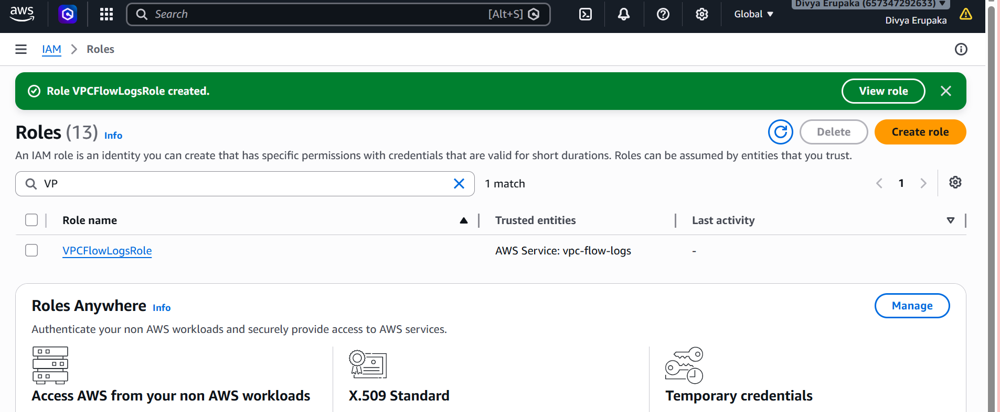 aws
Search [Alt+S]
Global
Divya Erupaka (657347292633)
Divya Erupaka
IAM Roles
Role VPCFlowLogsRole created. View role
Roles (13) Info Delete Create role
An IAM role is an identity you can create that has specific permissions with credentials that are valid for short durations. Roles can be assumed by entities that you trust.
VP 1 match 1
Role name Trusted entities Last activity
VPCFlowLogsRole AWS Service: vpc-flow-logs -
Roles Anywhere Info Manage
Authenticate your non AWS workloads and securely provide access to AWS services.
Access AWS from your non AWS workloads X.509 Standard Temporary credentials